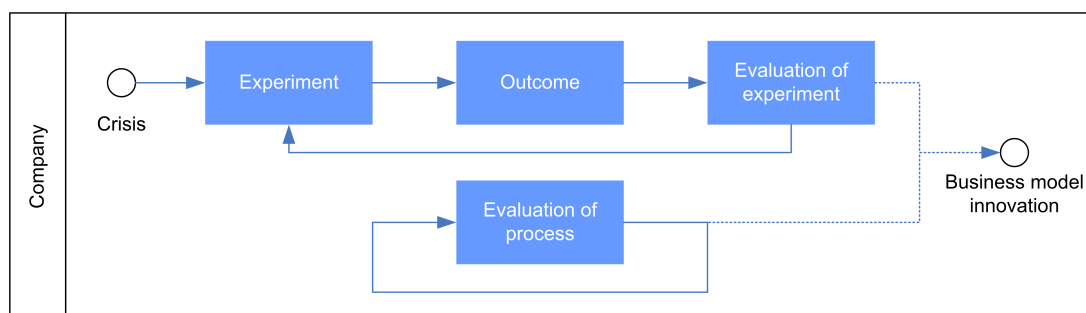 Company
Crisis
Experiment
Outcome
Evaluation of
experiment
Evaluation of
process
Business model
innovation